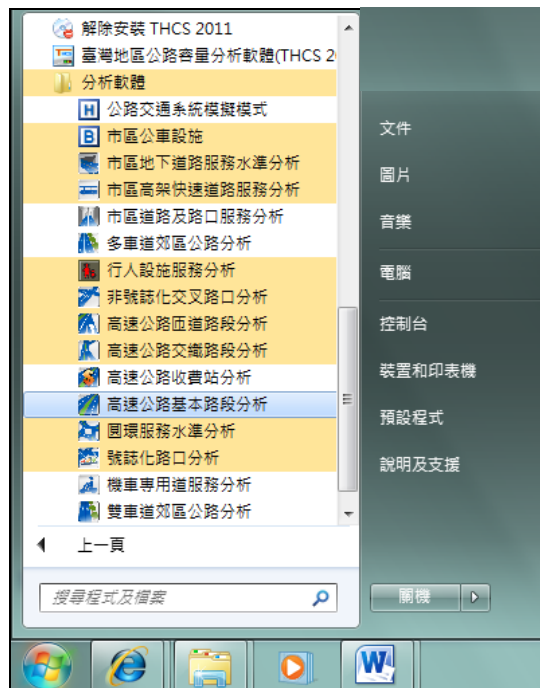 解除安裝 THCS 2011
臺灣地區公路容量分析軟體(THCS 2
分析軟體
公路交通系統模擬模式
市區公車設施
市區地下道路服務水準分析
市區高架快速道路服務分析
市區道路及路口服務分析
多車道郊區公路分析
行人設施服務分析
非號誌化交叉路口分析
高速公路匝道路段分析
高速公路交織路段分析
高速公路收費站分析
高速公路基本路段分析
圓環服務水準分析
號誌化路口分析
機車專用道服務分析
雙車道郊區公路分析
上一頁
搜尋程式及檔案
文件
圖片
音樂
電腦
控制台
裝置和印表機
預設程式
說明及支援
關機